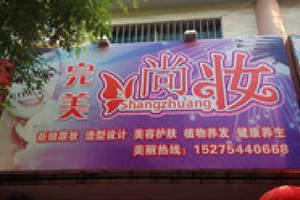 完美
尚妆
shangzhuang
新娘跟妆 造型设计 美容护肤 植物养发 健康养生
美丽热线：15275440668